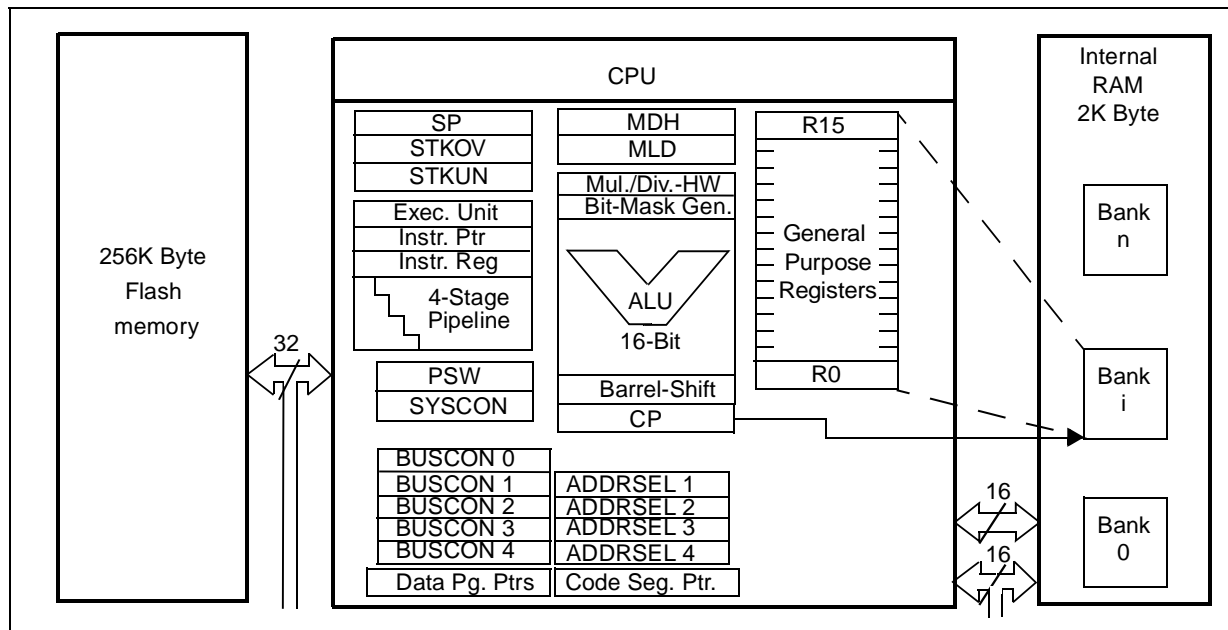 256K Byte
Flash
memory
32
CPU
SP
STKOV
STKUN
Exec. Unit
Instr. Ptr
Instr. Reg
4-Stage
Pipeline
PSW
SYSCON
MDH
MLD
Mul./Div.-HW
Bit-Mask Gen.
ALU
16-Bit
Barrel-Shift
CP
R15
General
Purpose
Registers
R0
BUSCON 0
BUSCON 1
BUSCON 2
BUSCON 3
BUSCON 4
ADDRSEL 1
ADDRSEL 2
ADDRSEL 3
ADDRSEL 4
Data Pg. Ptrs
Code Seg. Ptr.
16
16
Internal
RAM
2K Byte
Bank
n
Bank
i
Bank
0